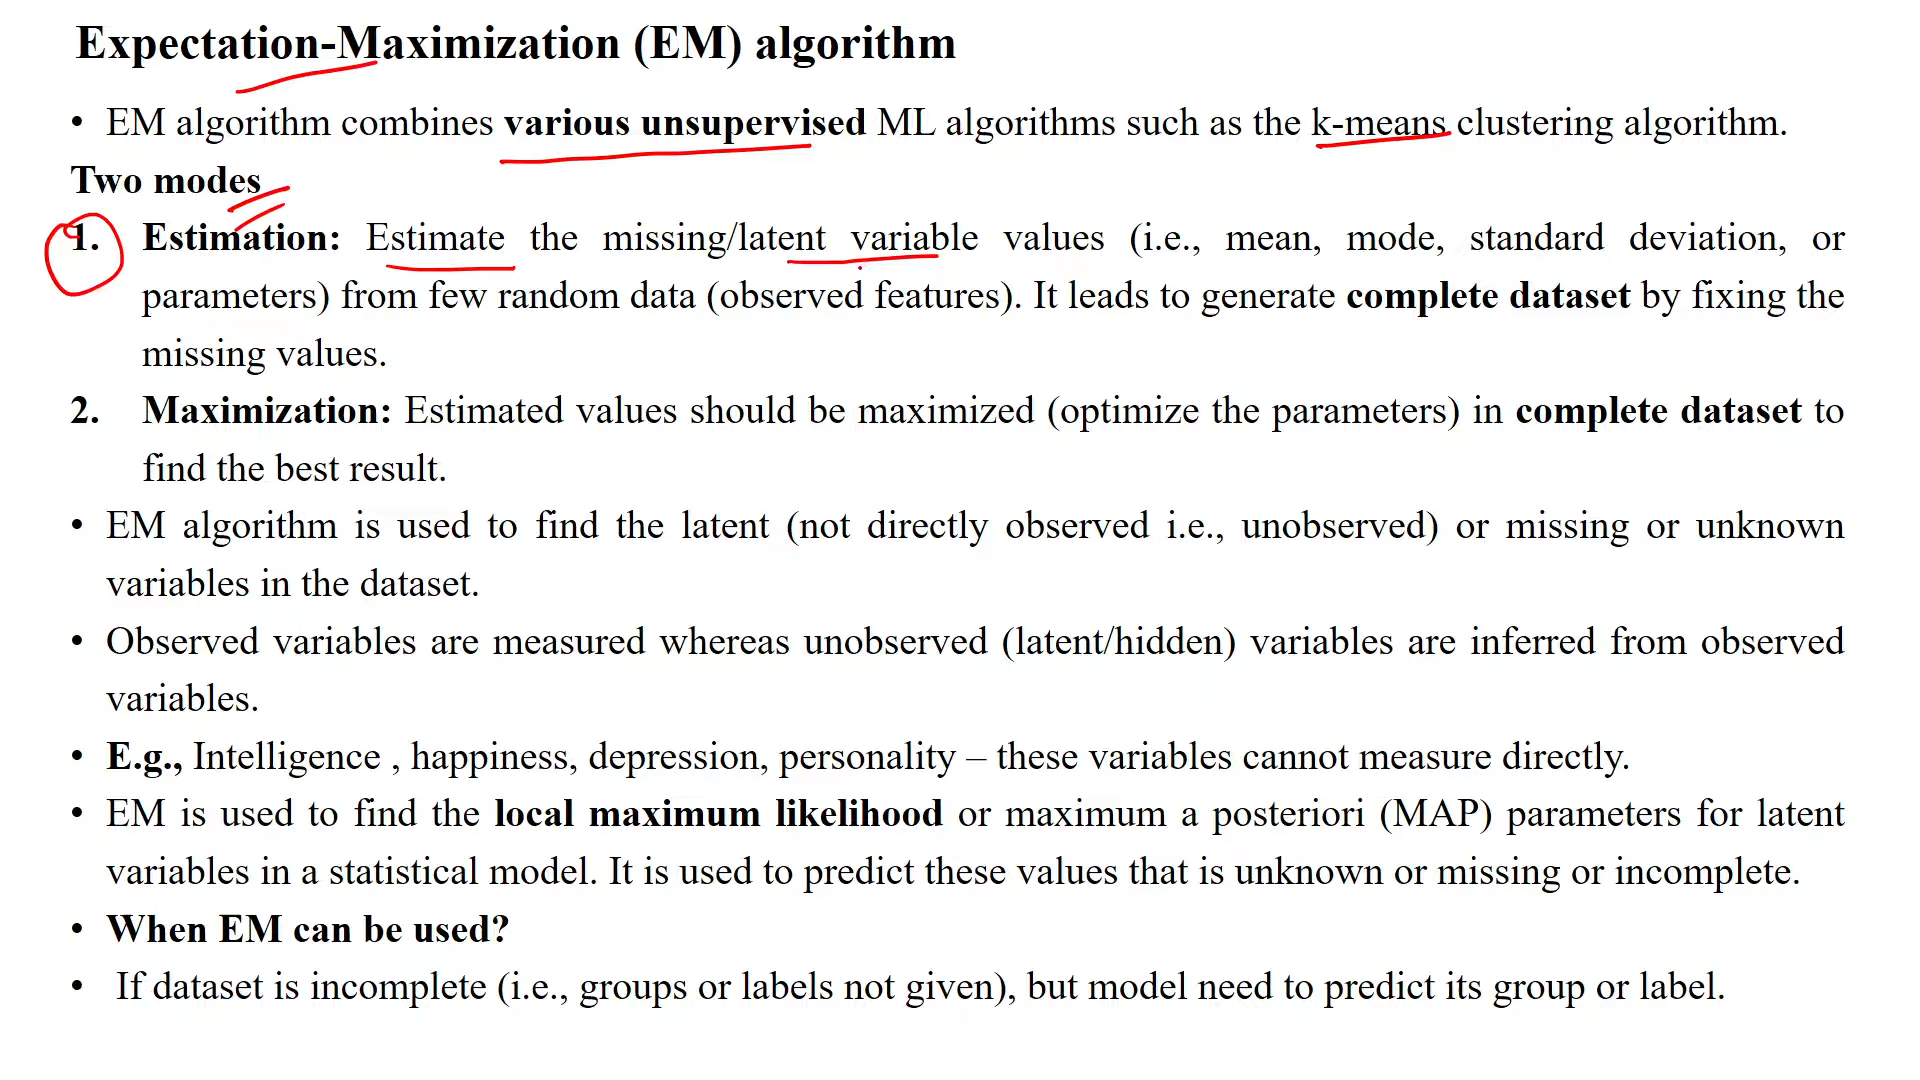 Expectation-Maximization (EM) algorithm
• EM algorithm combines various unsupervised ML algorithms such as the k-means clustering algorithm.
Two modes
1. Estimation: Estimate the missing/latent variable values (i.e., mean, mode, standard deviation, or
parameters) from few random data (observed features). It leads to generate complete dataset by fixing the
missing values.
2. Maximization: Estimated values should be maximized (optimize the parameters) in complete dataset to
find the best result.
• EM algorithm is used to find the latent (not directly observed i.e., unobserved) or missing or unknown
variables in the dataset.
• Observed variables are measured whereas unobserved (latent/hidden) variables are inferred from observed
variables.
• E.g., Intelligence , happiness, depression, personality – these variables cannot measure directly.
• EM is used to find the local maximum likelihood or maximum a posteriori (MAP) parameters for latent
variables in a statistical model. It is used to predict these values that is unknown or missing or incomplete.
• When EM can be used?
• If dataset is incomplete (i.e., groups or labels not given), but model need to predict its group or label.